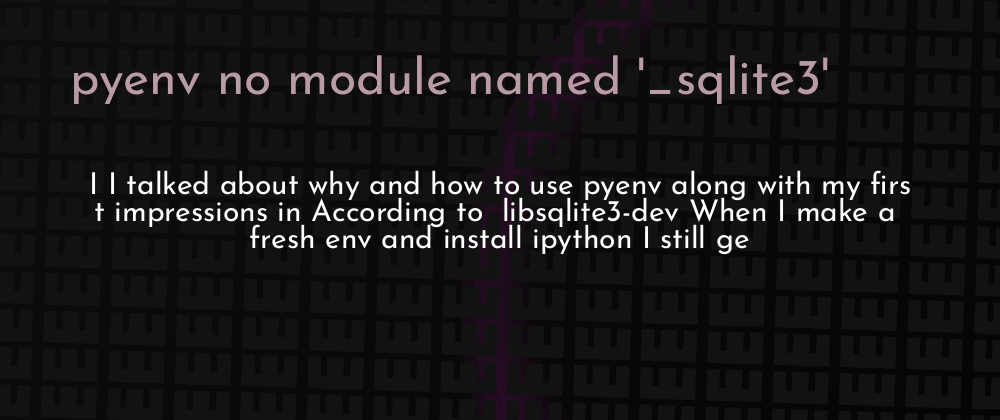 pyenv no module named '_sqlite3'
I I talked about why and how to use pyenv along with my firs
t impressions in According to  libsqlite3-dev When I make a
fresh env and install ipython I still ge